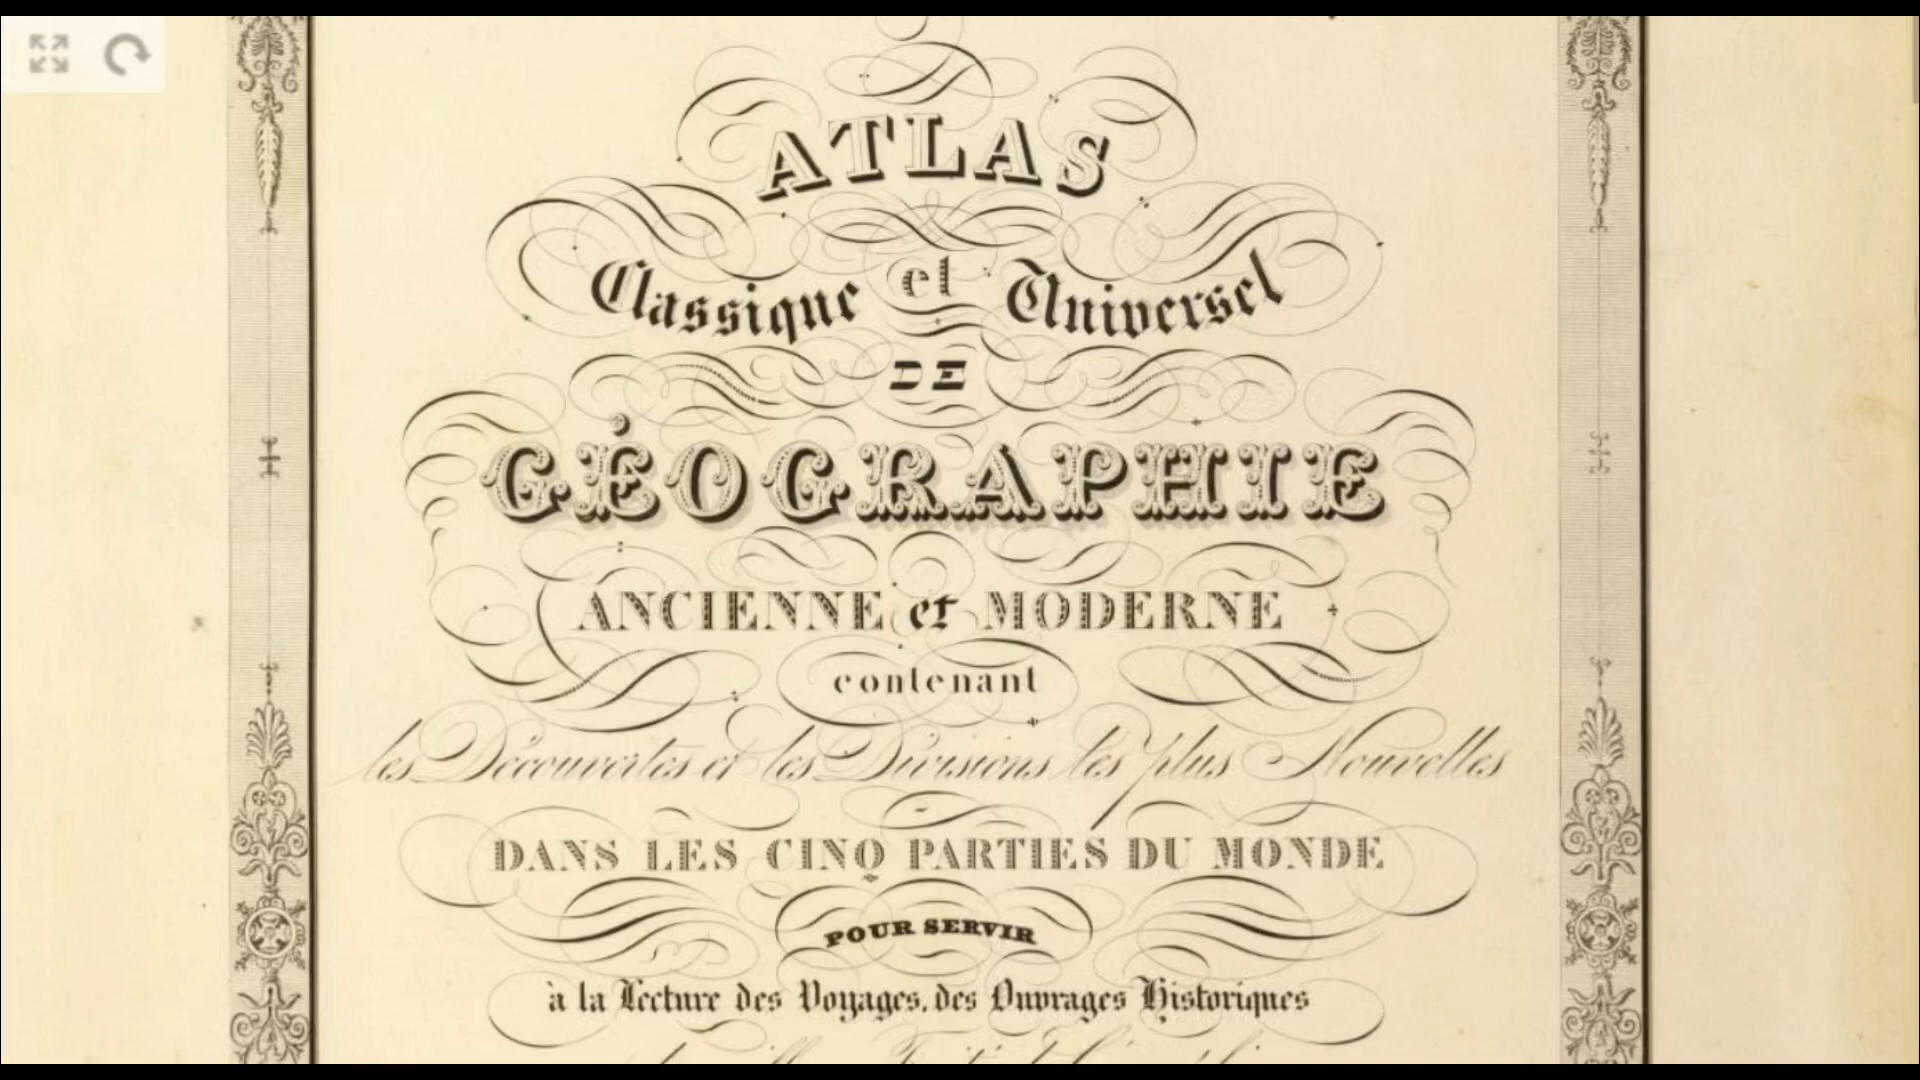 ATLAS
Classique et Universel
DE
GÉOGRAPHIE
ANCIENNE et MODERNE
contenant
les Découvertes et les Divisions les plus Nouvelles
DANS LES CINQ PARTIES DU MONDE
POUR SERVIR
à la Lecture des Voyages, des Ouvrages Historiques